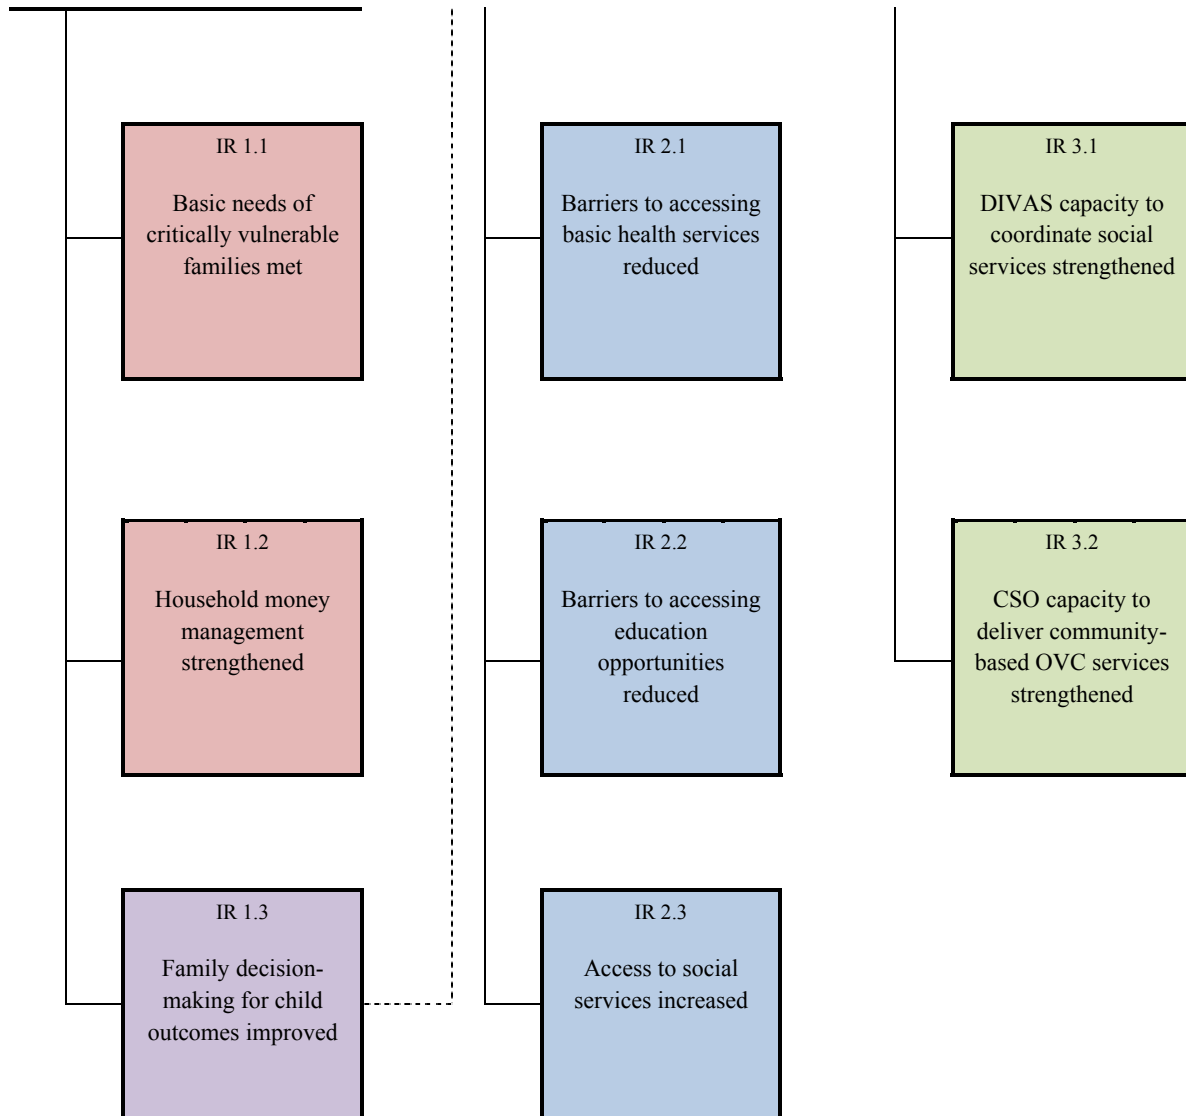 IR 1.1
Basic needs of
critically vulnerable
families met
IR 2.1
Barriers to accessing
basic health services
reduced
IR 3.1
DIVAS capacity to
coordinate social
services strengthened
IR 1.2
Household money
management
strengthened
IR 2.2
Barriers to accessing
education
opportunities
reduced
IR 3.2
CSO capacity to
deliver community-
based OVC services
strengthened
IR 1.3
Family decision-
making for child
outcomes improved
IR 2.3
Access to social
services increased